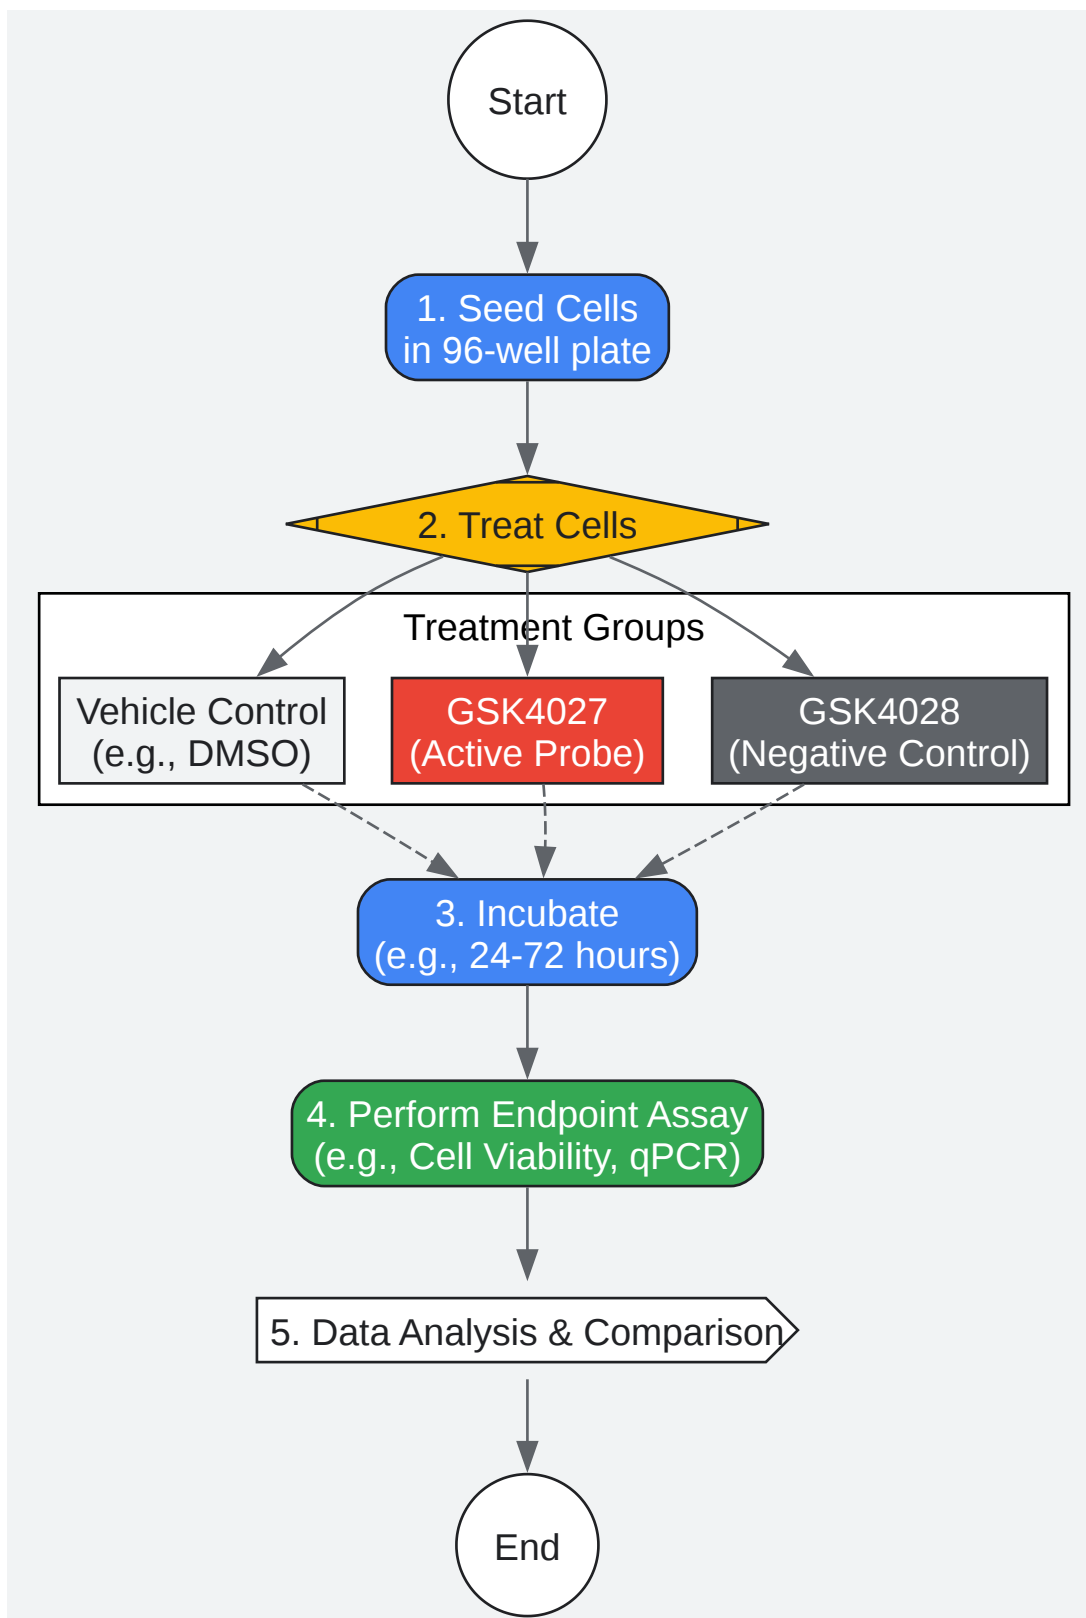 Start
1. Seed Cells
in 96-well plate
2. Treat Cells
Treatment Groups
Vehicle Control
(e.g., DMSO)
GSK4027
(Active Probe)
GSK4028
(Negative Control)
3. Incubate
(e.g., 24-72 hours)
4. Perform Endpoint Assay
(e.g., Cell Viability, qPCR)
5. Data Analysis & Comparison
End